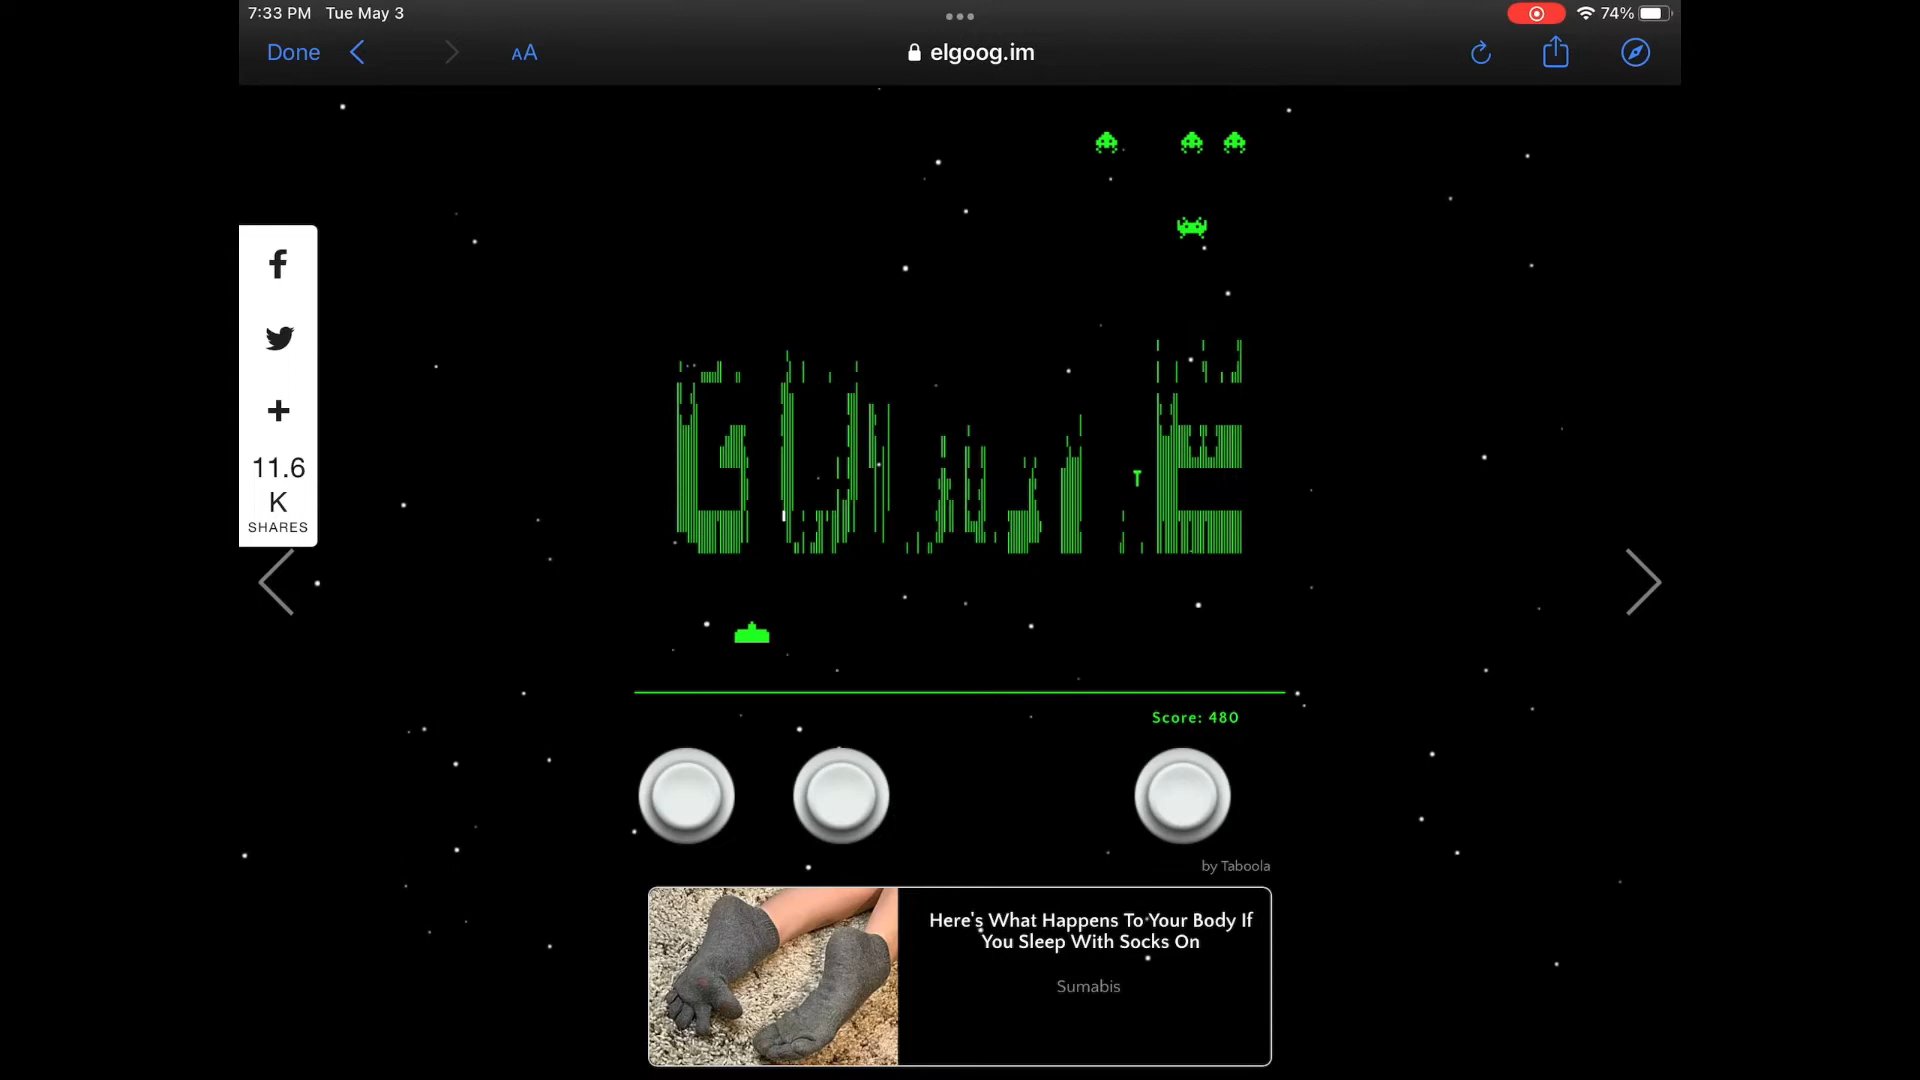 7:33 PM Tue May 3
74%
Done
AA
elgoog.im
11.6
K
SHARES
Score: 480
by Taboola
Here's What Happens To Your Body If
You Sleep With Socks On
Sumabis